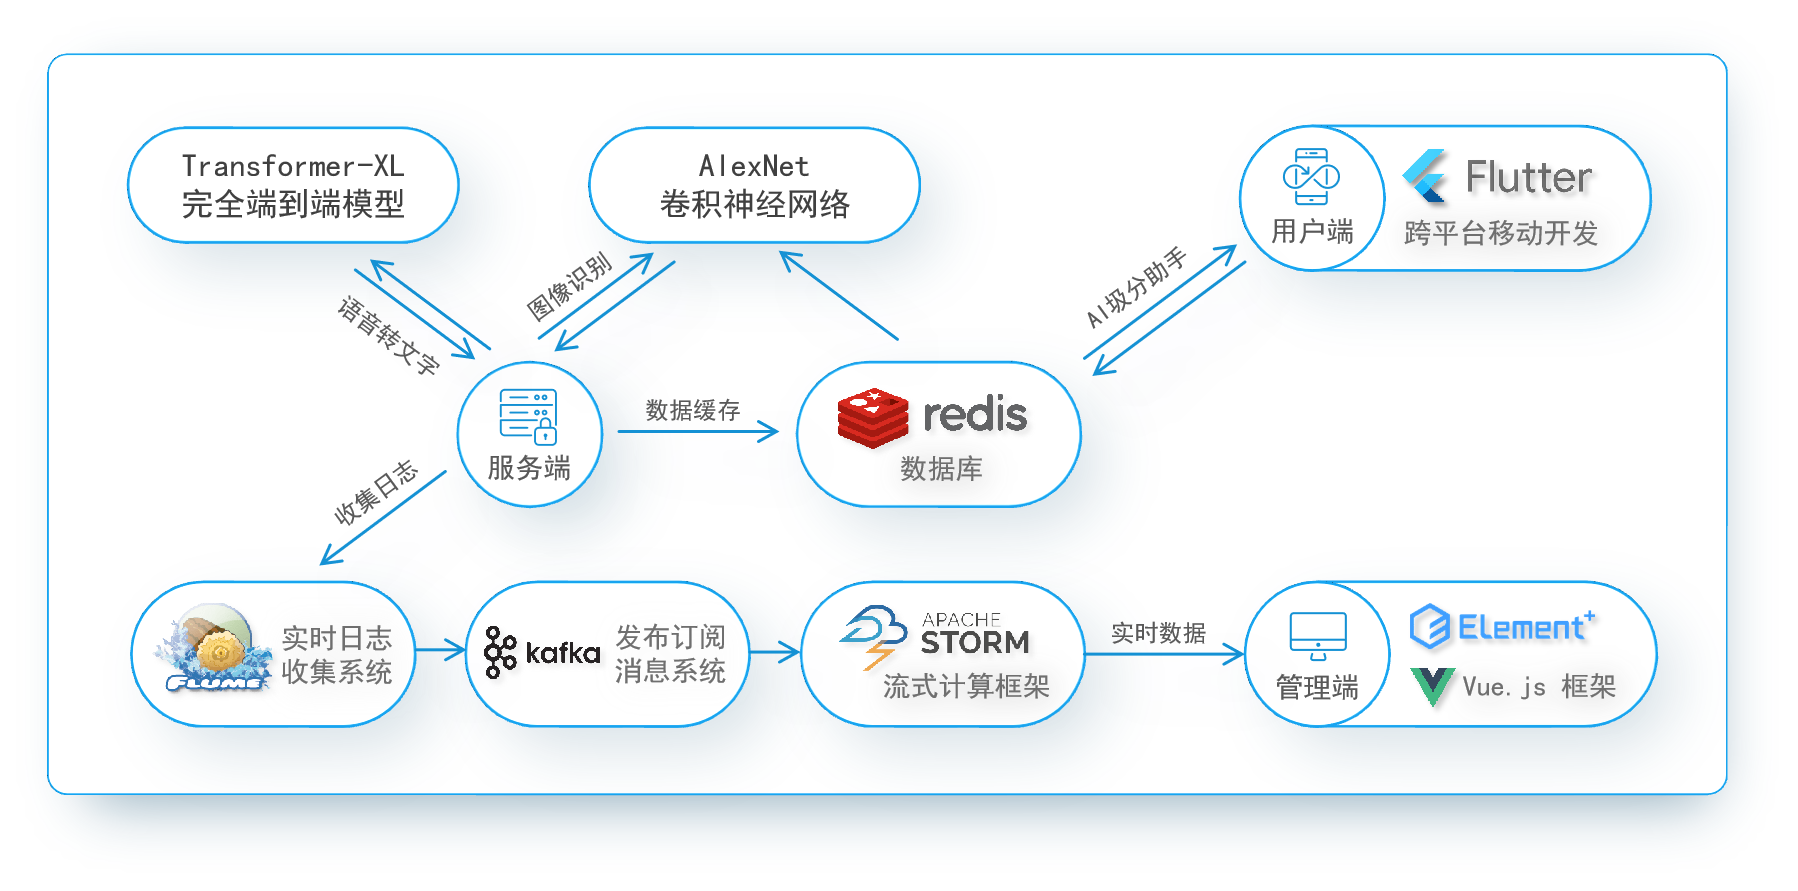 Transformer-XL
完全端到端模型
AlexNet
卷积神经网络
Flutter
用户端
跨平台移动开发
语音转文字
图像识别
AI圾分助手
服务端
数据缓存
redis
数据库
收集日志
FLUME
实时日志
收集系统
kafka
发布订阅
消息系统
APACHE
STORM
流式计算框架
实时数据
管理端
Element+
Vue.js 框架